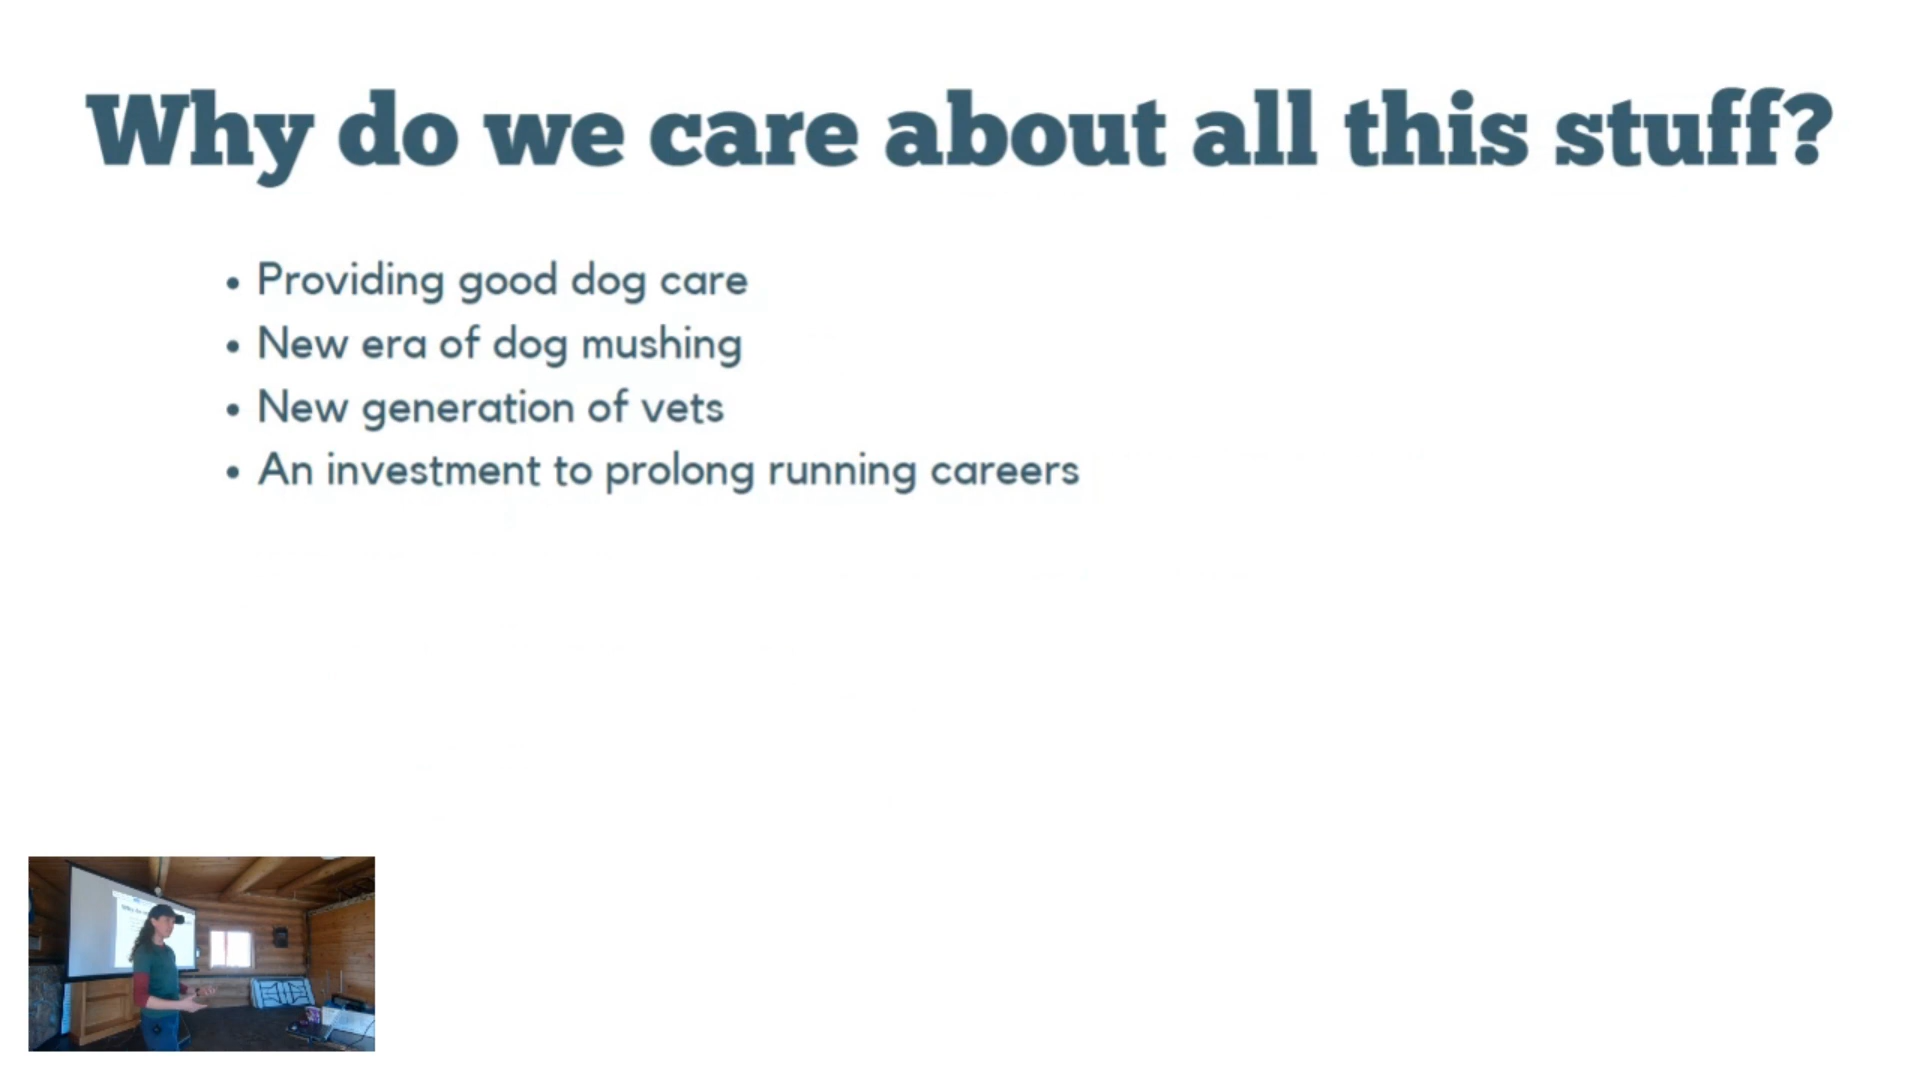 Why do we care about all this stuff?
• Providing good dog care
• New era of dog mushing
• New generation of vets
• An investment to prolong running careers